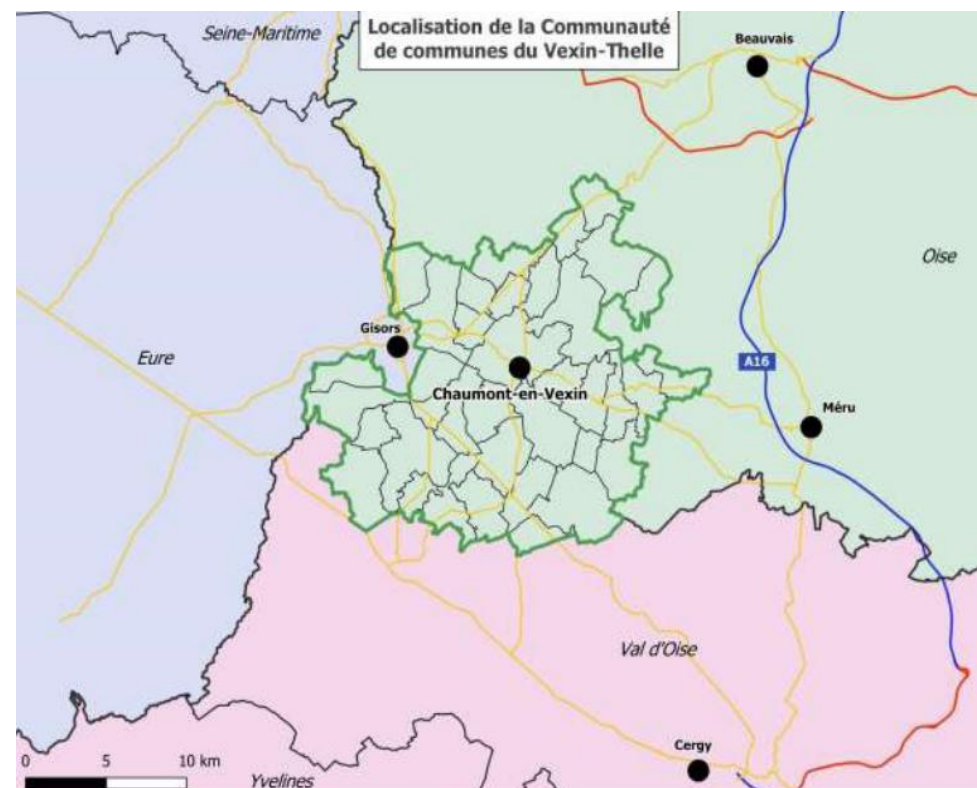 Localisation de la Communauté
de communes du Vexin-Thelle
Seine-Maritime
Beauvais
Oise
Gisors
Eure
A16
Chaumont-en-Vexin
Méru
Val d'Oise
Cergy
0 5 10 km
Yvelines